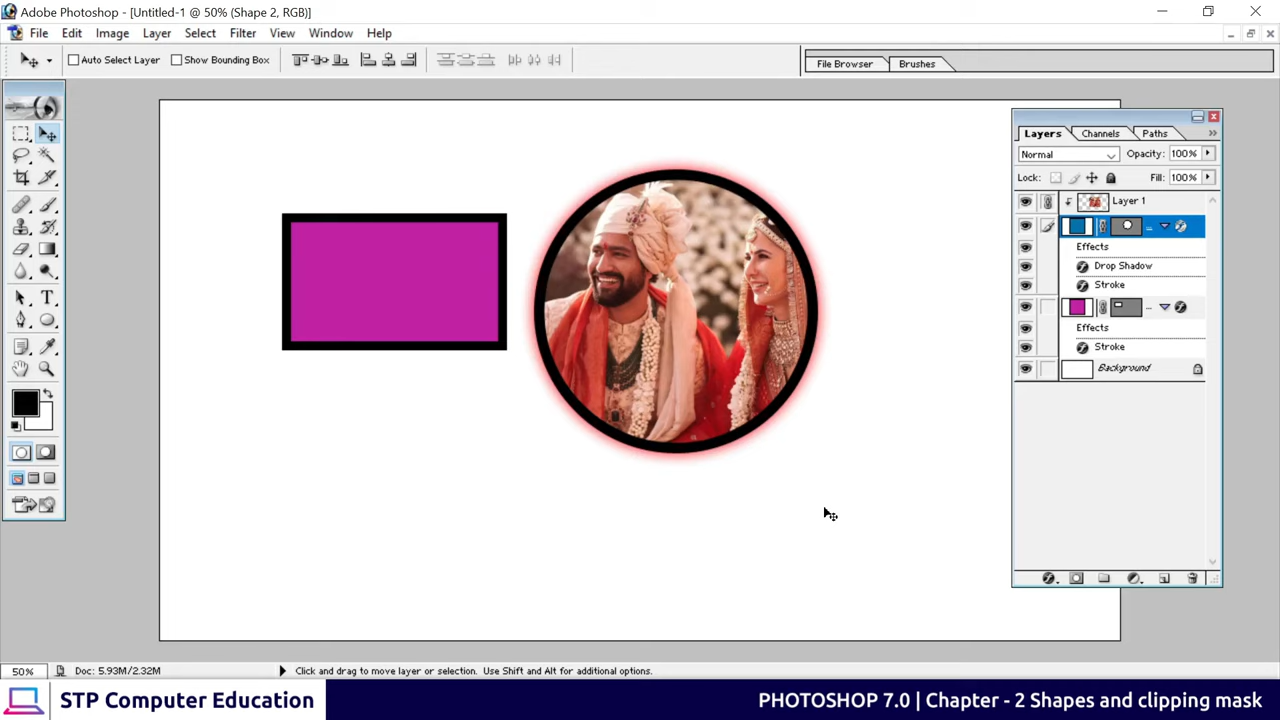 Adobe Photoshop - [Untitled-1 @ 50% (Shape 2, RGB)]
File Edit Image Layer Select Filter View Window Help
Auto Select Layer Show Bounding Box
File Browser Brushes
Layers Channels Paths
Normal Opacity: 100%
Lock: Fill: 100%
Layer 1
...
Effects
Drop Shadow
Stroke
...
Effects
Stroke
Background
50% Doc: 5.93M/2.32M Click and drag to move layer or selection. Use Shift and Alt for additional options.
STP Computer Education PHOTOSHOP 7.0 | Chapter - 2 Shapes and clipping mask